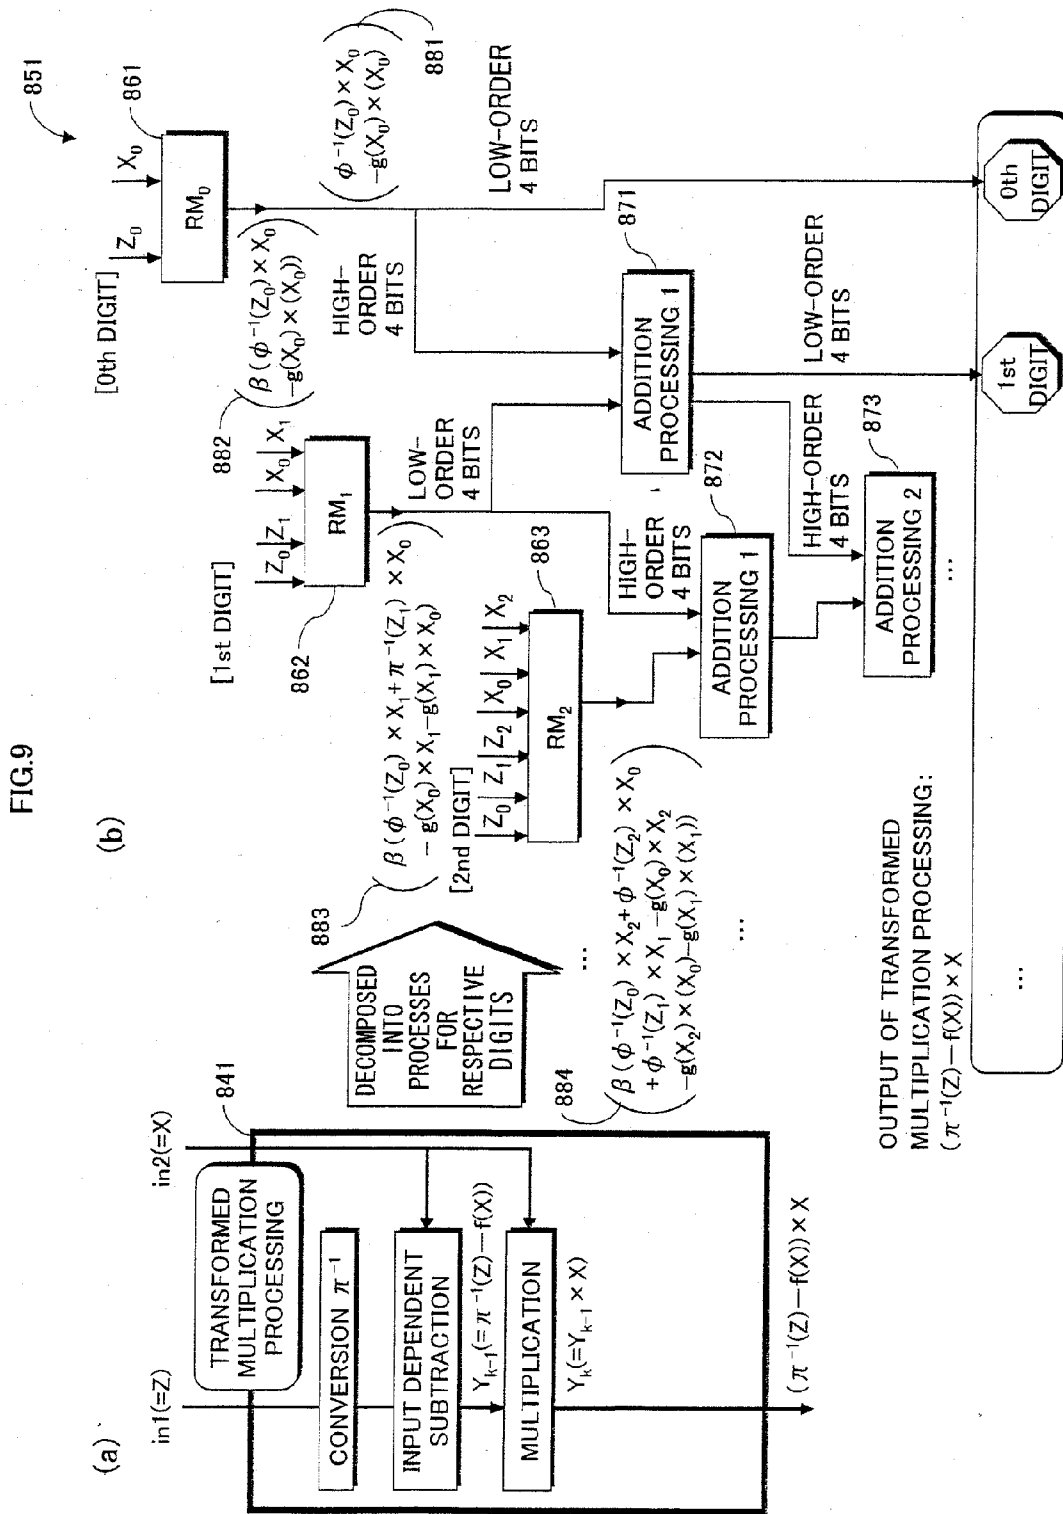 FIG.9
(a)
in1(=Z)
in2(=X)
841
TRANSFORMED
MULTIPLICATION
PROCESSING
CONVERSION π⁻¹
INPUT DEPENDENT
SUBTRACTION
Yk-1(=π⁻¹(Z)−f(X))
MULTIPLICATION
Yk(=Yk-1×X)
(π⁻¹(Z)−f(X))×X
DECOMPOSED
INTO
PROCESSES
FOR
RESPECTIVE
DIGITS
(b)
851
[0th DIGIT]
Z₀
X₀
861
RM₀
881
(φ⁻¹(Z₀)×X₀
−g(X₀)×(X₀))
882
(β(φ⁻¹(Z₀)×X₀
−g(X₀)×(X₀)))
HIGH-
ORDER
4 BITS
LOW-ORDER
4 BITS
[1st DIGIT]
Z₀
Z₁
X₀
X₁
862
RM₁
883
(β(φ⁻¹(Z₀)×X₁+π⁻¹(Z₁)×X₀
−g(X₀)×X₁−g(X₁)×X₀))
LOW-
ORDER
4 BITS
HIGH-
ORDER
4 BITS
871
ADDITION
PROCESSING 1
[2nd DIGIT]
Z₀
Z₁
Z₂
X₀
X₁
X₂
863
RM₂
884
(β(φ⁻¹(Z₀)×X₂+φ⁻¹(Z₂)×X₀
+φ⁻¹(Z₁)×X₁−g(X₀)×X₂
−g(X₂)×(X₀)−g(X₁)×(X₁)))
872
ADDITION
PROCESSING 1
HIGH-ORDER
4 BITS
LOW-ORDER
4 BITS
873
ADDITION
PROCESSING 2
...
...
...
OUTPUT OF TRANSFORMED
MULTIPLICATION PROCESSING:
(π⁻¹(Z)−f(X))×X
...
1st
DIGIT
0th
DIGIT